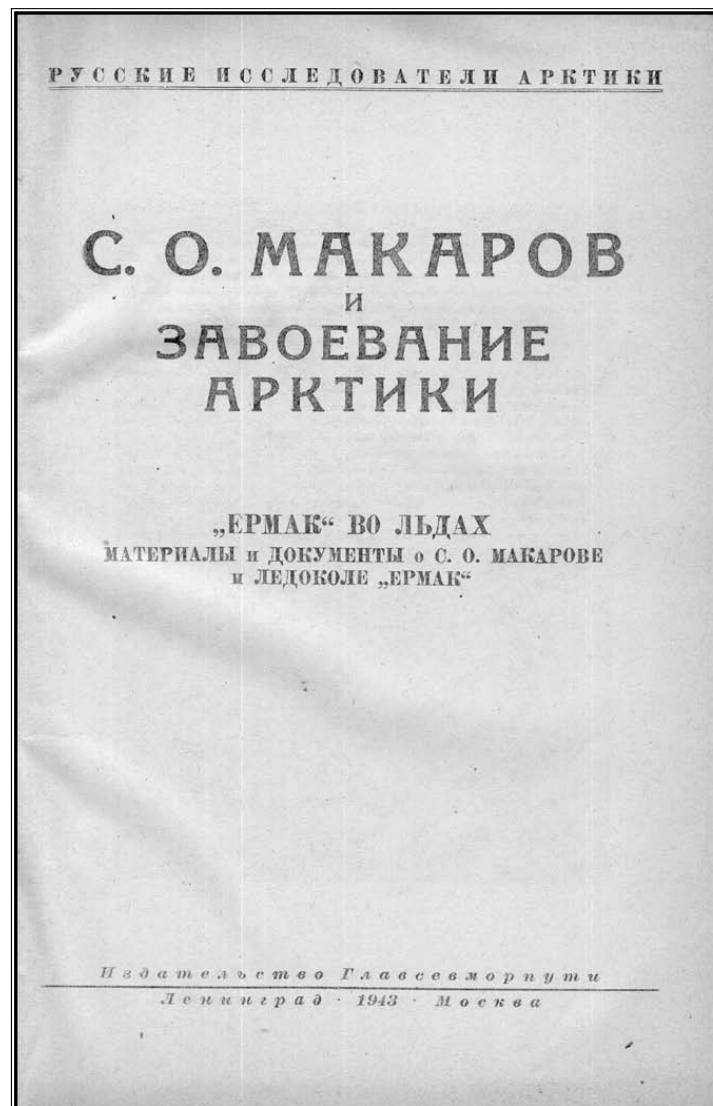 РУССКИЕ ИССЛЕДОВАТЕЛИ АРКТИКИ
С. О. МАКАРОВ
И
ЗАВОЕВАНИЕ
АРКТИКИ
„ЕРМАК“ ВО ЛЬДАХ
МАТЕРИАЛЫ и ДОКУМЕНТЫ о С. О. МАКАРОВЕ
и ЛЕДОКОЛЕ „ЕРМАК“
Издательство Главсевморпути
Ленинград · 1943 · Москва